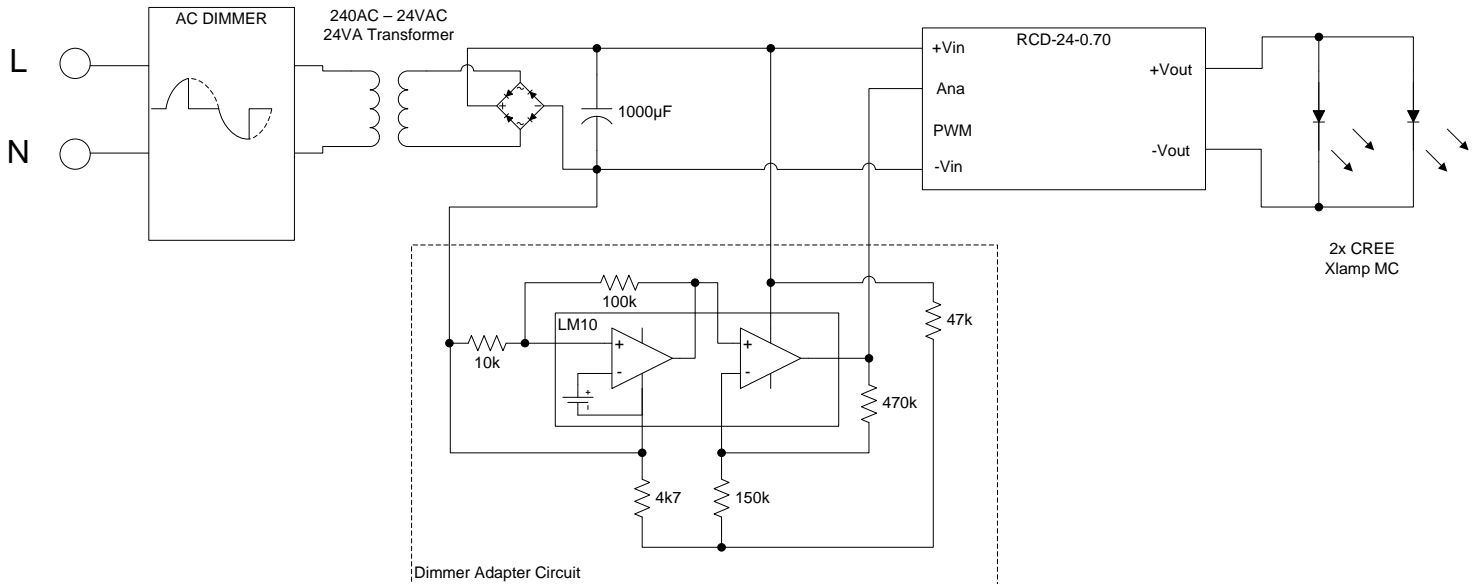 AC DIMMER
240AC – 24VAC
24VA Transformer
L
N
1000µF
RCD-24-0.70
+Vin
Ana
PWM
-Vin
+Vout
-Vout
2x CREE
Xlamp MC
100k
LM10
10k
+
-
+
-
+
-
47k
470k
4k7
150k
Dimmer Adapter Circuit